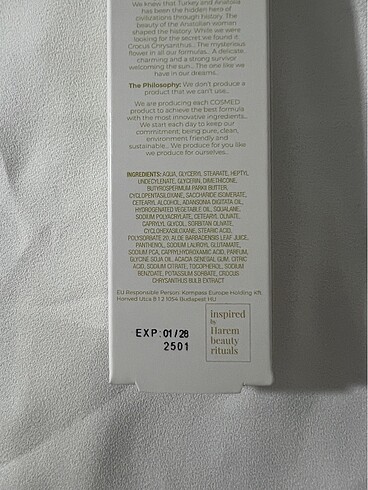 We know that Turkey and Anatolia
has been the hidden hero of
civilizations through history. The
beauty of the Anatolian woman
shaped the history. While we were
looking for the secret we found it:
Crocus Chrysanthus... The mysterious
flower in all our formulas... A delicate,
charming and a strong survivor
welcoming the sun... The one like we
have in our dreams.
The Philosophy: We don't produce a
product that we can't use...
We are producing each COSMED
product to achieve the best formula
with the most innovative ingredients...
We start each day to keep our
commitment; being pure, clean,
environment friendly and
sustainable... We produce for you like
we produce for ourselves...
INGREDIENTS: AQUA, GLYCERYL STEARATE, HEPTYL
UNDECYLENATE, GLYCERIN, DIMETHICONE,
BUTYROSPERMUM PARKII BUTTER,
CYCLOPENTASILOXANE, SACCHARIDE ISOMERATE,
CETEARYL ALCOHOL, ADANSONIA DIGITATA OIL,
HYDROGENATED VEGETABLE OIL, SQUALANE,
SODIUM POLYACRYLATE, CETEARYL OLIVATE,
CAPRYLYL GLYCOL, SORBITAN OLIVATE,
CYCLOHEXASILOXANE, STEARIC ACID,
POLYSORBATE 20, ALOE BARBADENSIS LEAF JUICE,
PANTHENOL, SODIUM LAUROYL GLUTAMATE,
SODIUM PCA, CAPRYLHYDROXAMIC ACID, PARFUM,
GLYCINE SOJA OIL, ACACIA SENEGAL GUM, CITRIC
ACID, SODIUM CITRATE, TOCOPHEROL, SODIUM
BENZOATE, POTASSIUM SORBATE, CROCUS
CHRYSANTHUS BULB EXTRACT
EU Responsible Person: Kompass Europe Holding Kft.
Honved Utca 8 1 2 1054 Budapest HU
EXP:01/28
2501
inspired
by
Harem
beauty
rituals